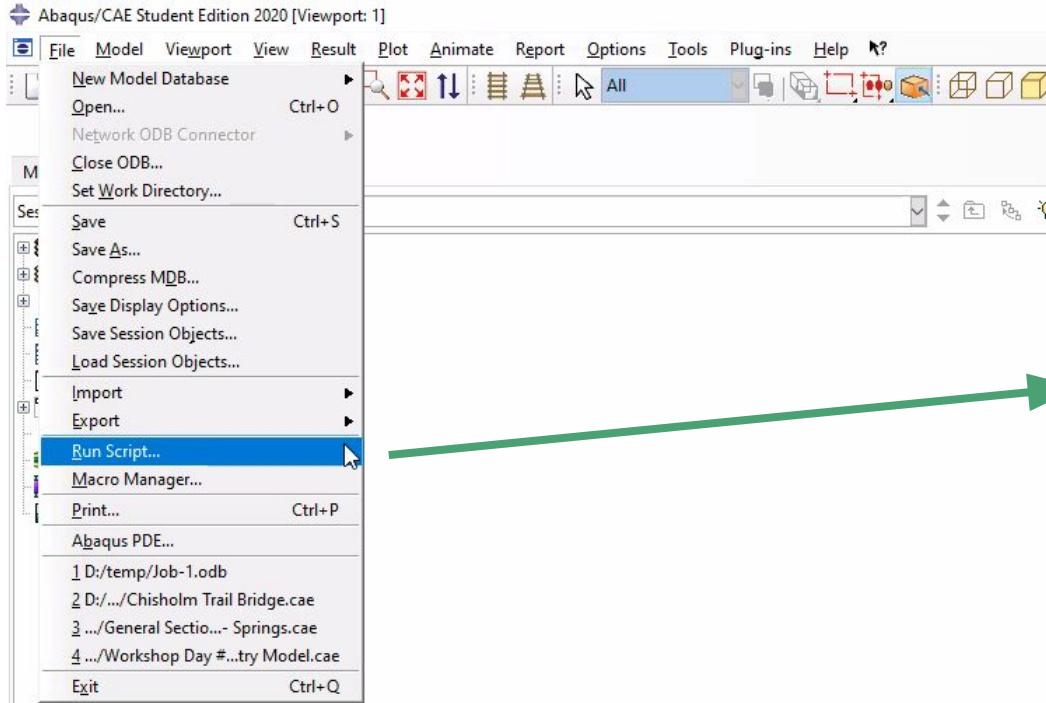 Abaqus/CAE Student Edition 2020 [Viewport: 1]
File Model Viewport View Result Plot Animate Report Options Tools Plug-ins Help
New Model Database
All
Open... Ctrl+O
Network ODB Connector
Close ODB...
M
Set Work Directory...
Ses
Save Ctrl+S
Save As...
Compress MDB...
Save Display Options...
Save Session Objects...
Load Session Objects...
Import
Export
Run Script...
Macro Manager...
Print... Ctrl+P
Abaqus PDE...
1 D:/temp/Job-1.odb
2 D:/.../Chisholm Trail Bridge.cae
3 .../General Sectio...- Springs.cae
4 .../Workshop Day #...try Model.cae
Exit Ctrl+Q